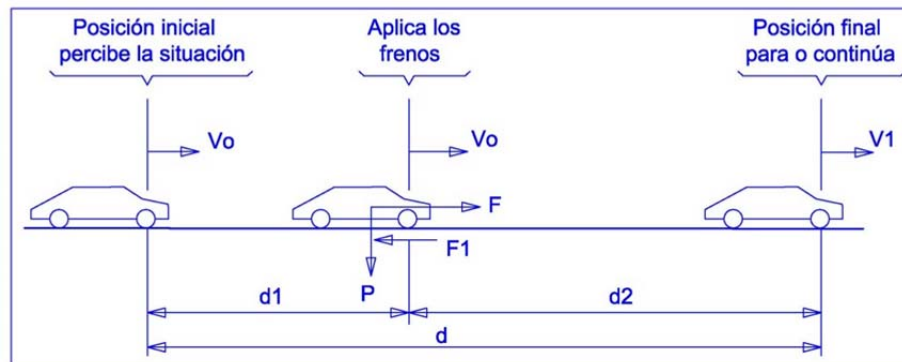 Posición inicial
percibe la situación
Aplica los
frenos
Posición final
para o continúa
Vo
Vo
V1
F
F1
P
d1
d2
d